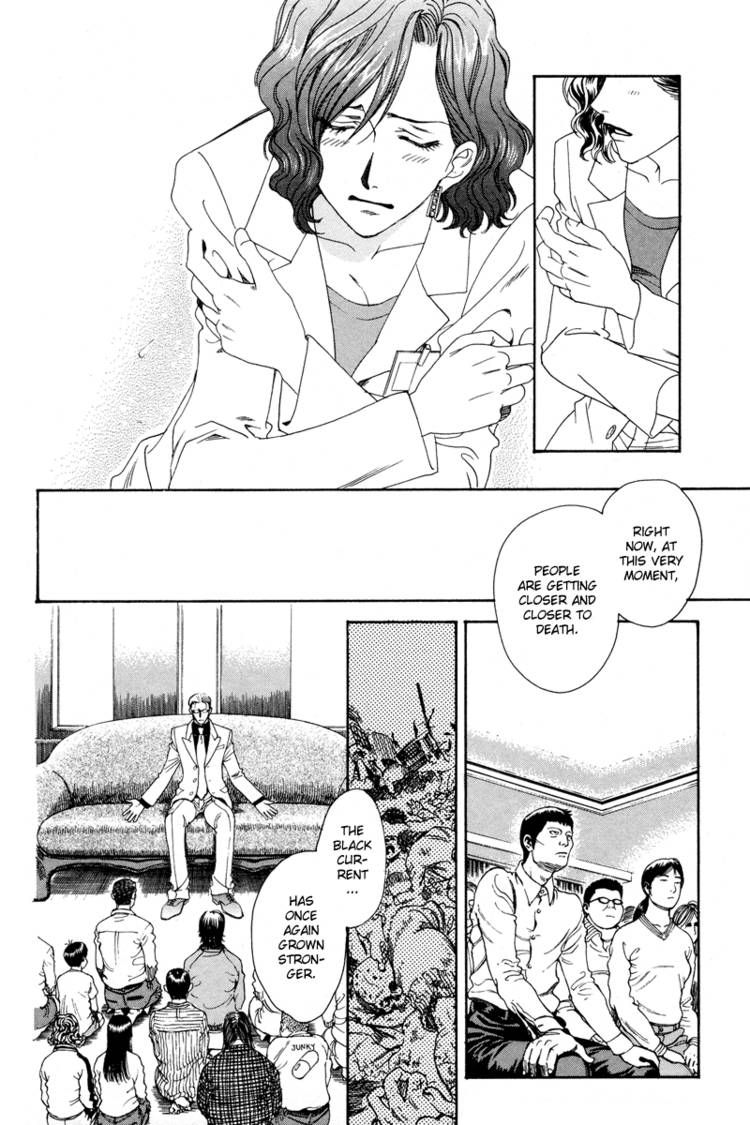 RIGHT
NOW, AT
THIS VERY
MOMENT,
PEOPLE
ARE GETTING
CLOSER AND
CLOSER TO
DEATH.
THE
BLACK
CUR-
RENT
...
HAS
ONCE
AGAIN
GROWN
STRON-
GER.
JUNKY